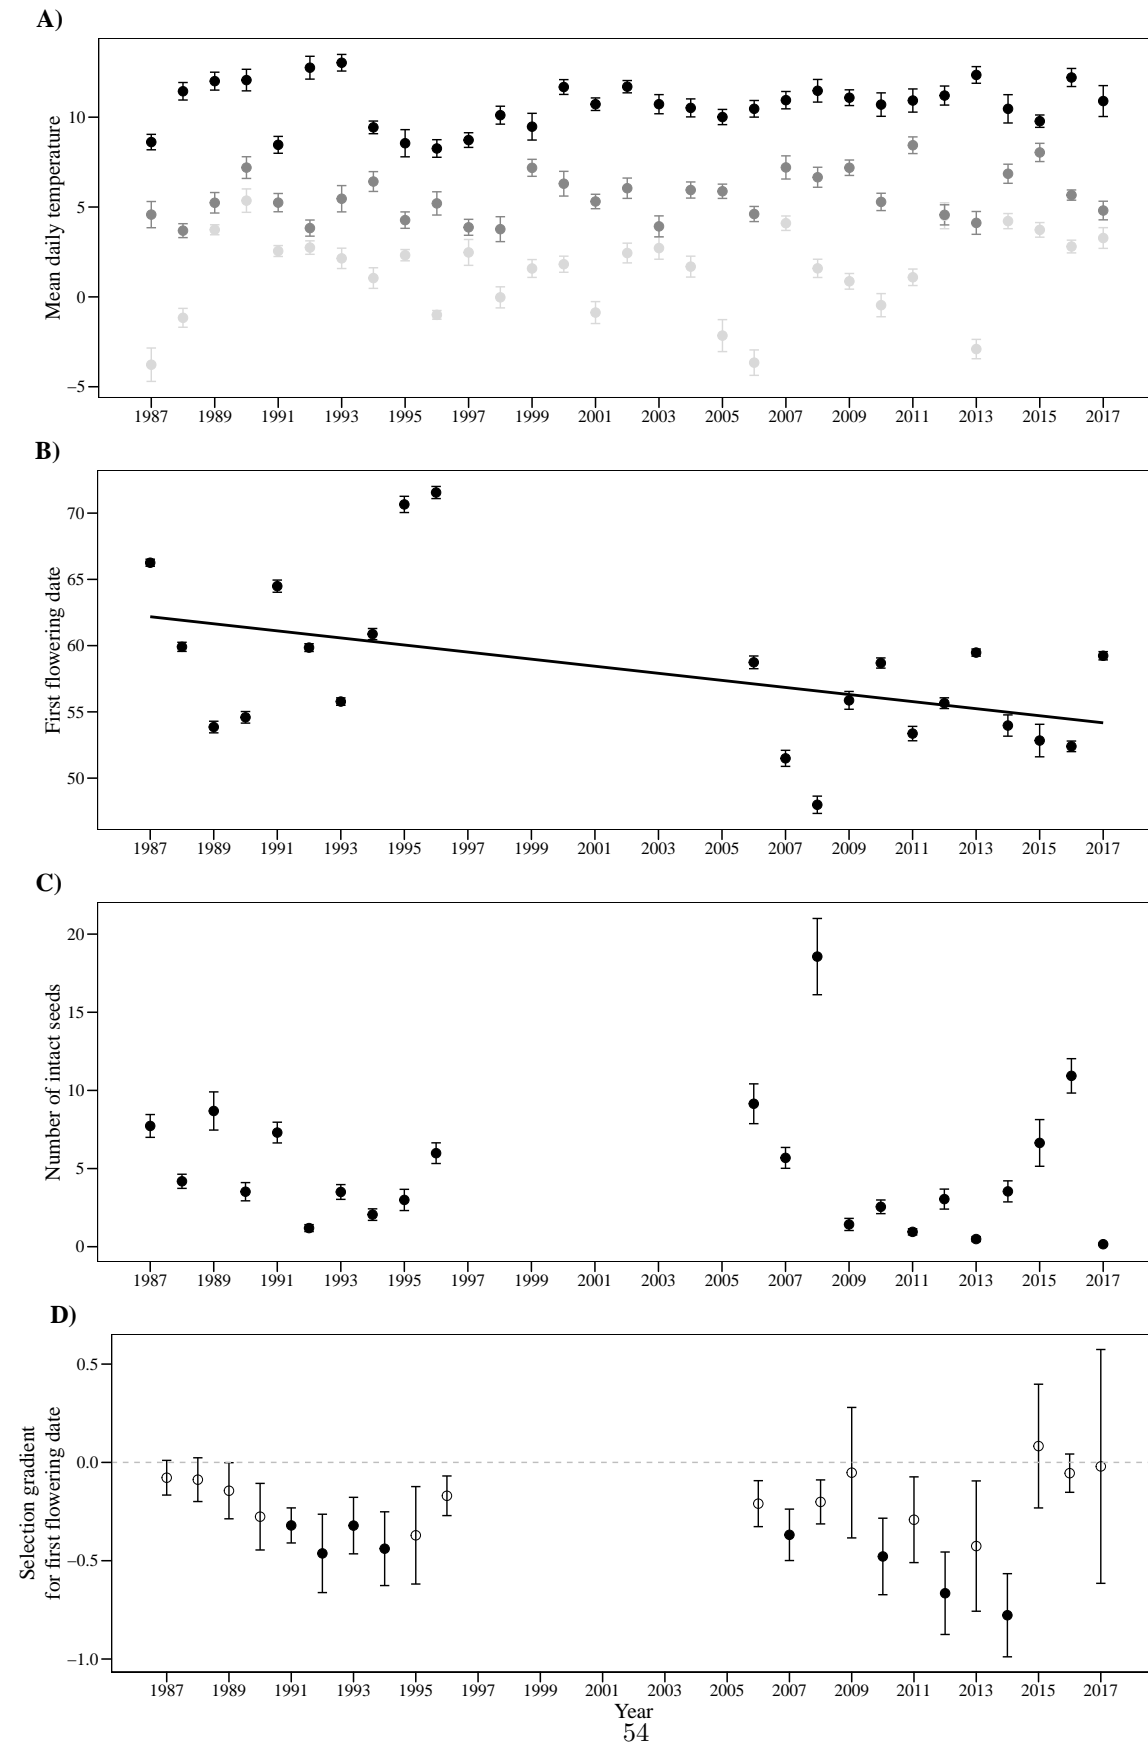 A)
Mean daily temperature
10
5
0
−5
1987 1989 1991 1993 1995 1997 1999 2001 2003 2005 2007 2009 2011 2013 2015 2017
B)
First flowering date
70
65
60
55
50
1987 1989 1991 1993 1995 1997 1999 2001 2003 2005 2007 2009 2011 2013 2015 2017
C)
Number of intact seeds
20
15
10
5
0
1987 1989 1991 1993 1995 1997 1999 2001 2003 2005 2007 2009 2011 2013 2015 2017
D)
Selection gradient
for first flowering date
0.5
0.0
−0.5
−1.0
1987 1989 1991 1993 1995 1997 1999 2001 2003 2005 2007 2009 2011 2013 2015 2017
Year
54